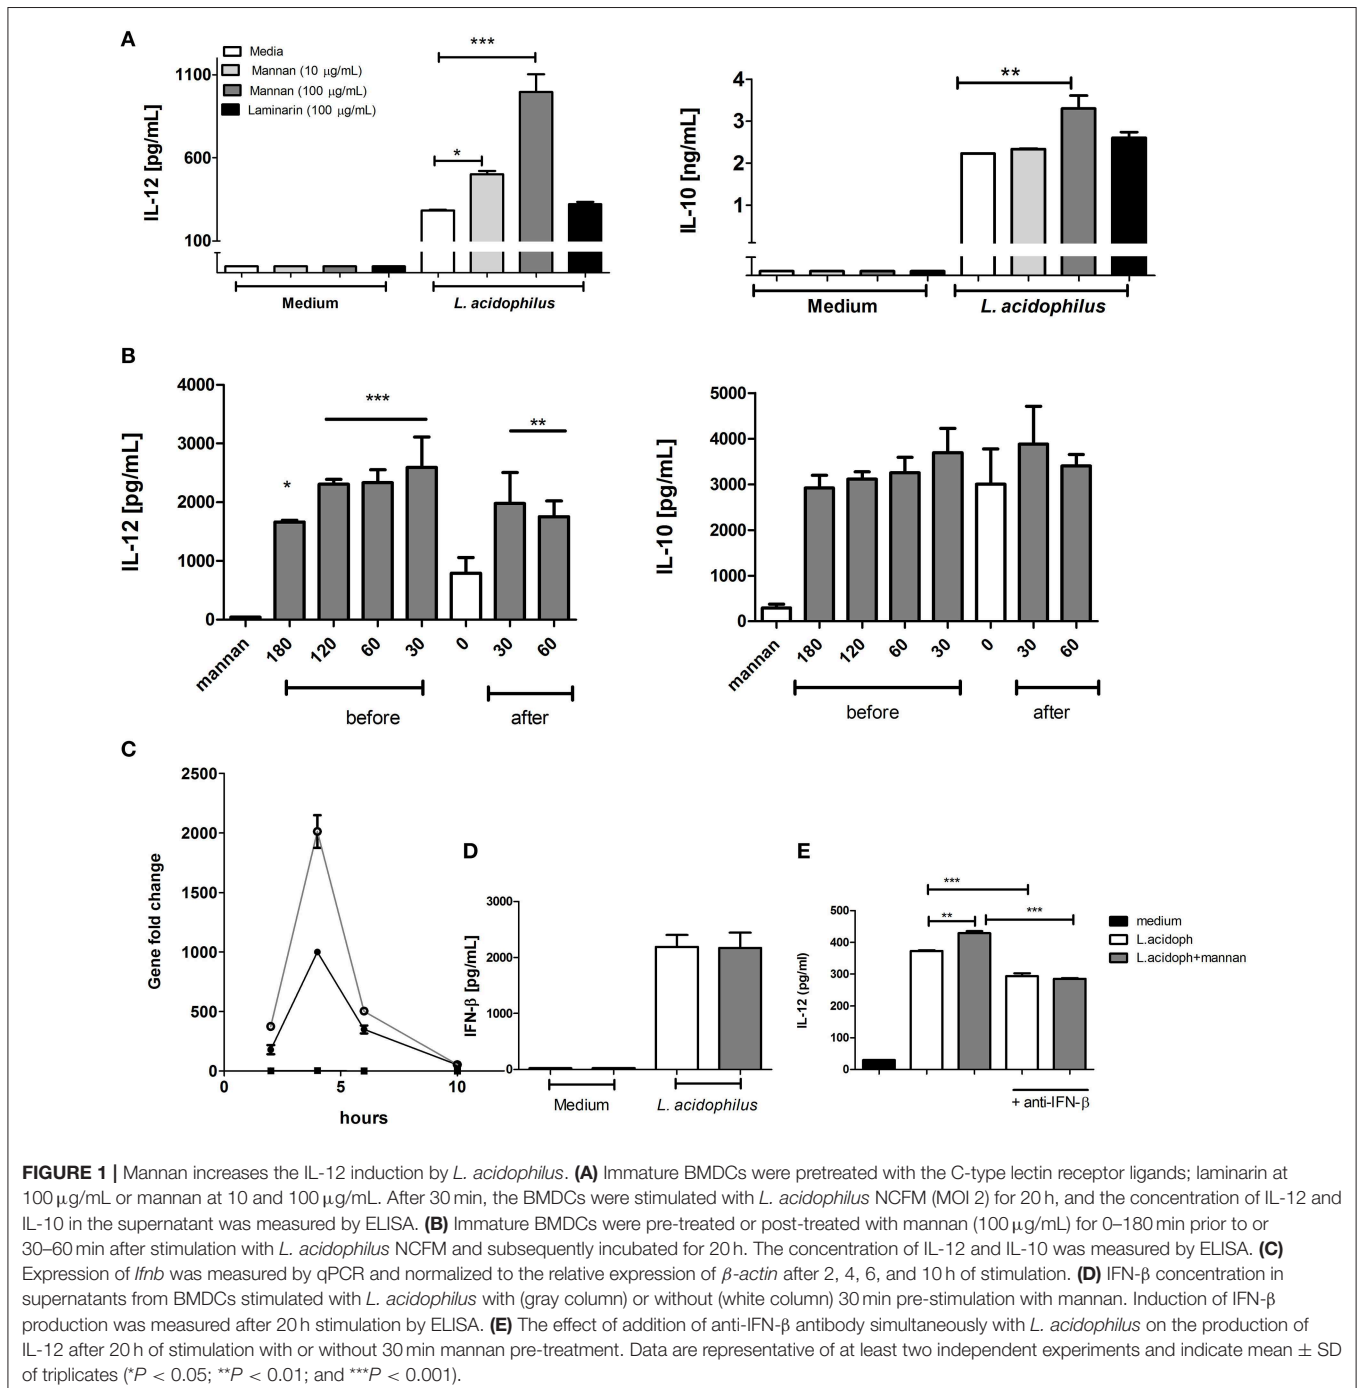 A
Media
Mannan (10 µg/mL)
Mannan (100 µg/mL)
Laminarin (100 µg/mL)
***
*
IL-12 [pg/mL]
1100
600
100
Medium
L. acidophilus
**
IL-10 [ng/mL]
4
3
2
1
Medium
L. acidophilus
B
IL-12 [pg/mL]
4000
3000
2000
1000
0
*
***
**
mannan
180
120
60
30
0
30
60
before
after
IL-10 [pg/mL]
5000
4000
3000
2000
1000
0
mannan
180
120
60
30
0
30
60
before
after
C
Gene fold change
2500
2000
1500
1000
500
0
0
5
10
hours
D
IFN-β [pg/mL]
3000
2000
1000
0
Medium
L. acidophilus
E
IL-12 (pg/ml)
500
400
300
200
100
0
***
**
***
+ anti-IFN-β
medium
L.acidoph
L.acidoph+mannan
FIGURE 1 | Mannan increases the IL-12 induction by L. acidophilus. (A) Immature BMDCs were pretreated with the C-type lectin receptor ligands; laminarin at
100 µg/mL or mannan at 10 and 100 µg/mL. After 30 min, the BMDCs were stimulated with L. acidophilus NCFM (MOI 2) for 20 h, and the concentration of IL-12 and
IL-10 in the supernatant was measured by ELISA. (B) Immature BMDCs were pre-treated or post-treated with mannan (100 µg/mL) for 0–180 min prior to or
30–60 min after stimulation with L. acidophilus NCFM and subsequently incubated for 20 h. The concentration of IL-12 and IL-10 was measured by ELISA. (C)
Expression of Ifnb was measured by qPCR and normalized to the relative expression of β-actin after 2, 4, 6, and 10 h of stimulation. (D) IFN-β concentration in
supernatants from BMDCs stimulated with L. acidophilus with (gray column) or without (white column) 30 min pre-stimulation with mannan. Induction of IFN-β
production was measured after 20 h stimulation by ELISA. (E) The effect of addition of anti-IFN-β antibody simultaneously with L. acidophilus on the production of
IL-12 after 20 h of stimulation with or without 30 min mannan pre-treatment. Data are representative of at least two independent experiments and indicate mean ± SD
of triplicates (*P < 0.05; **P < 0.01; and ***P < 0.001).